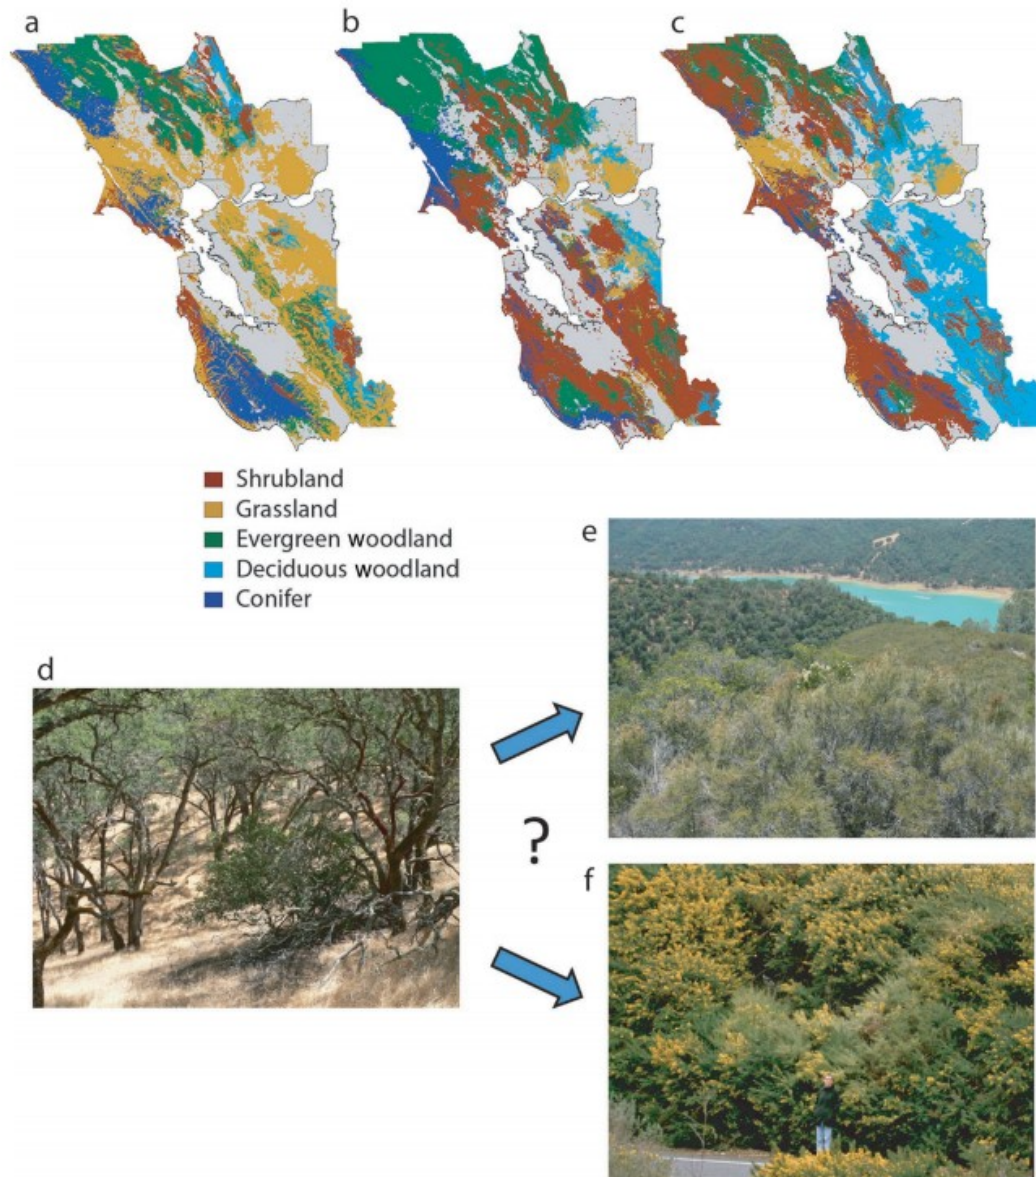 a
b
c
Shrubland
Grassland
Evergreen woodland
Deciduous woodland
Conifer
d
e
?
f